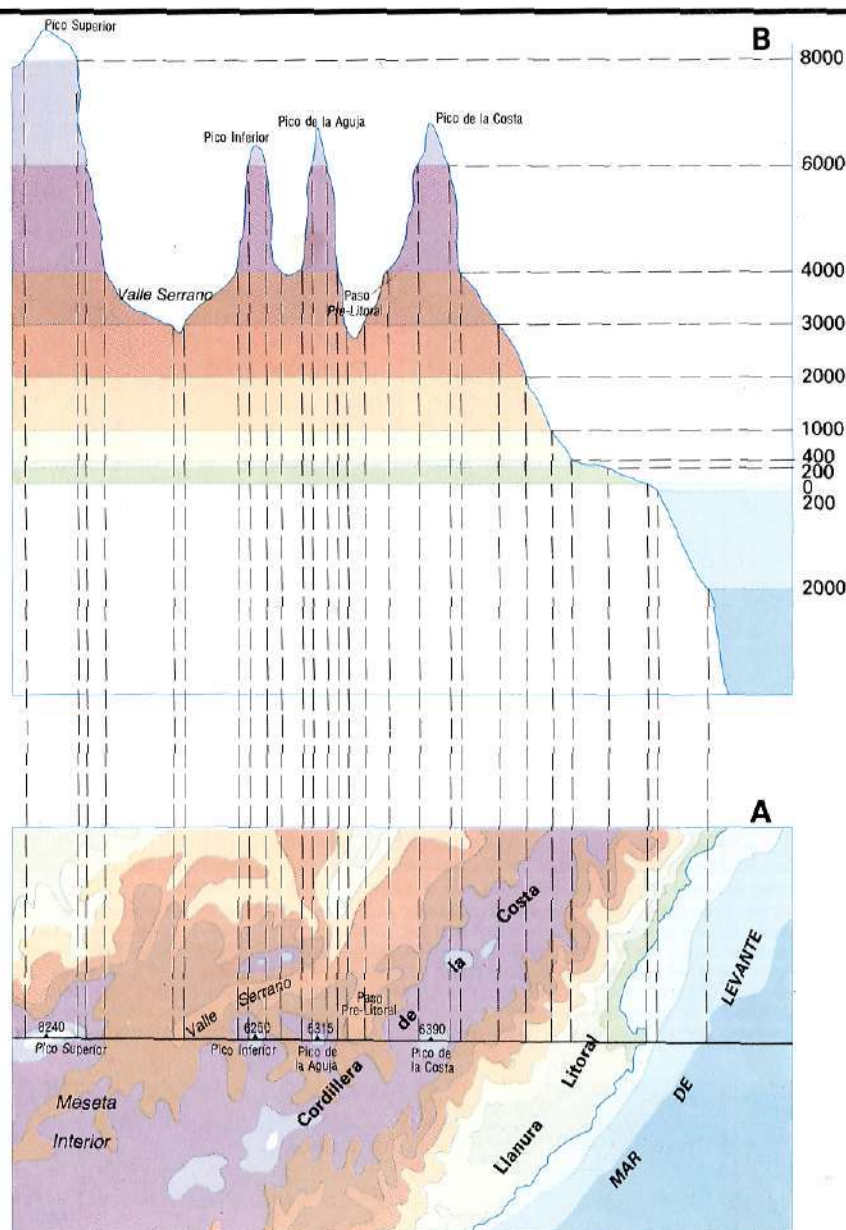 Pico Superior
B
8000
Pico Inferior
Pico de la Aguja
Pico de la Costa
6000
4000
Valle Serrano
Paso
Pre-Litoral
3000
2000
1000
400
200
0
200
2000
A
Costa
la
de
Cordillera
LEVANTE
DE
MAR
Valle Serrano
Paso
Pre-Litoral
8240
6250
6315
6390
Pico Superior
Pico Inferior
Pico de
la Aguja
Pico de
la Costa
Litoral
Llanura
Meseta
Interior